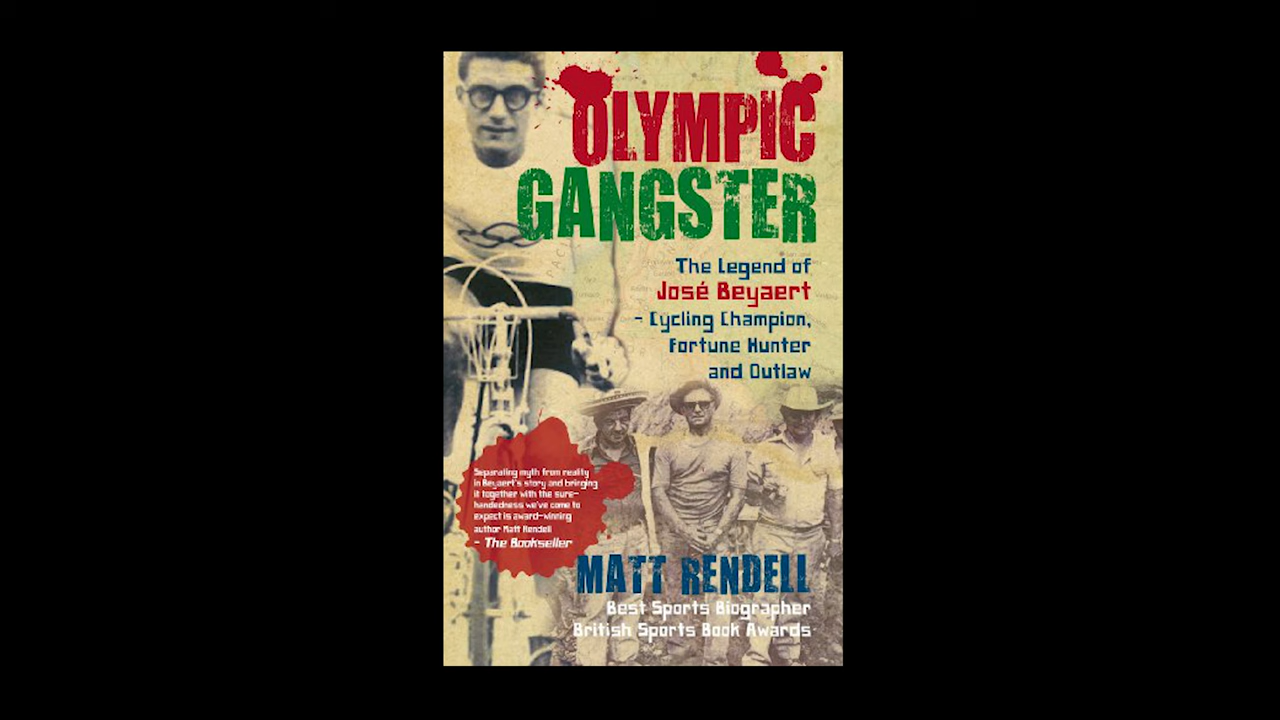 OLYMPIC
GANGSTER
The Legend of
José Beyaert
- Cycling Champion,
Fortune Hunter
and Outlaw
Separating myth from reality
in Beyaert's story and bringing
it together with the sure-
handedness we've come to
expect is award-winning
author Matt Rendell
- The Bookseller
MATT RENDELL
Best Sports Biographer
British Sports Book Awards